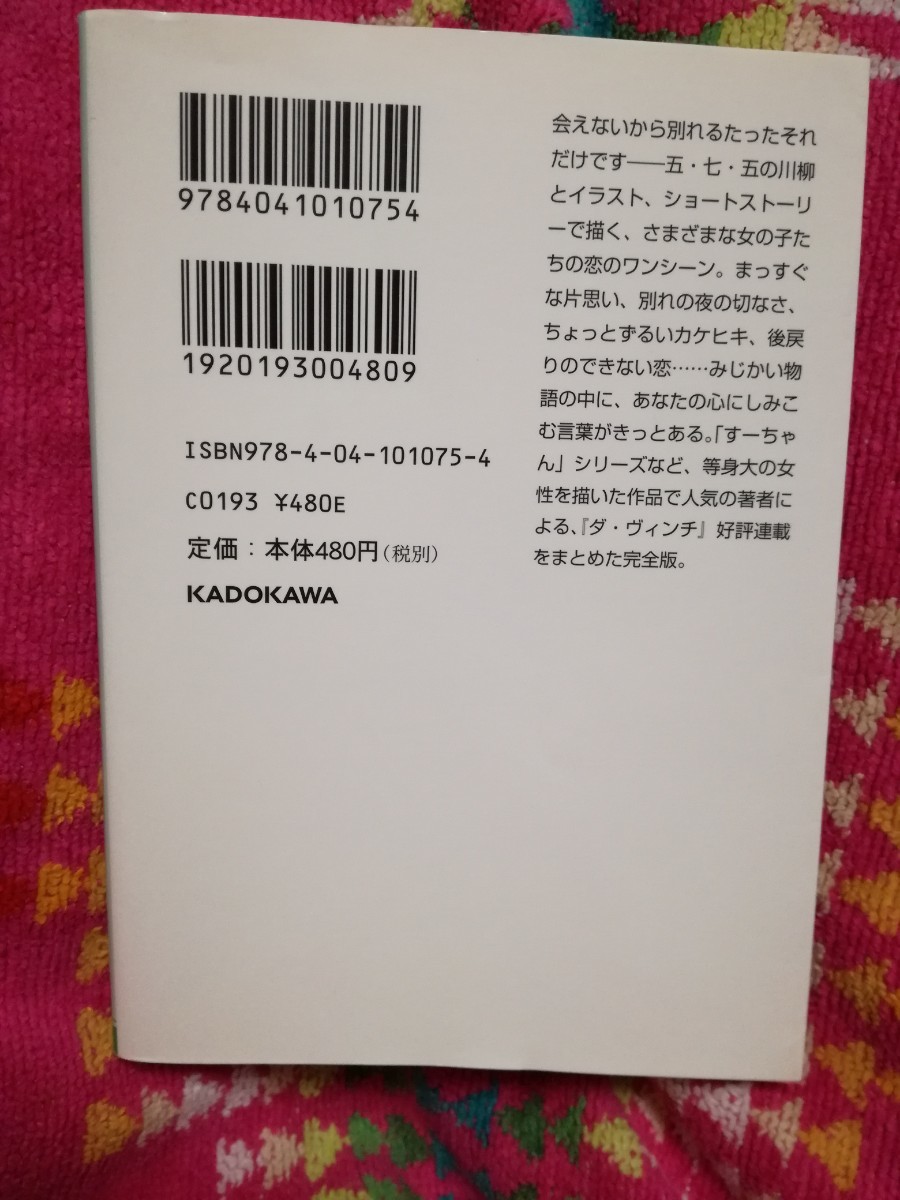 9784041010754
1920193004809
ISBN978-4-04-101075-4
C0193 ¥480E
定価：本体480円（税別）
KADOKAWA
会えないから別れるたったそれ
だけです――五・七・五の川柳
とイラスト、ショートストーリ
ーで描く、さまざまな女の子た
ちの恋のワンシーン。まっすぐ
な片思い、別れの夜の切なさ、
ちょっとずるいカケヒキ、後戻
りのできない恋……みじかい物
語の中に、あなたの心にしみこ
む言葉がきっとある。「すーちゃ
ん」シリーズなど、等身大の女
性を描いた作品で人気の著者に
よる、『ダ・ヴィンチ』好評連載
をまとめた完全版。